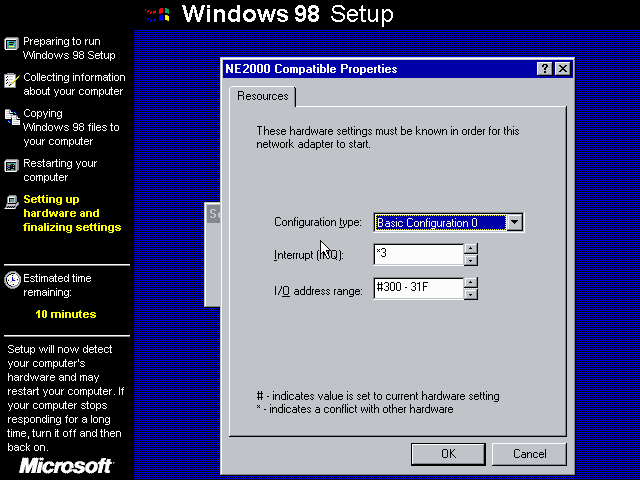 Windows 98 Setup
Preparing to run
Windows 98 Setup
Collecting information
about your computer
Copying
Windows 98 files to
your computer
Restarting your
computer
Setting up
hardware and
finalizing settings
Estimated time
remaining:
10 minutes
Setup will now detect
your computer's
hardware and may
restart your computer. If
your computer stops
responding for a long
time, turn it off and then
back on.
Microsoft
NE2000 Compatible Properties
Resources
These hardware settings must be known in order for this
network adapter to start.
Configuration type:
Basic Configuration 0
Interrupt (IRQ):
*3
I/O address range:
#300 - 31F
# - indicates value is set to current hardware setting
* - indicates a conflict with other hardware
OK
Cancel